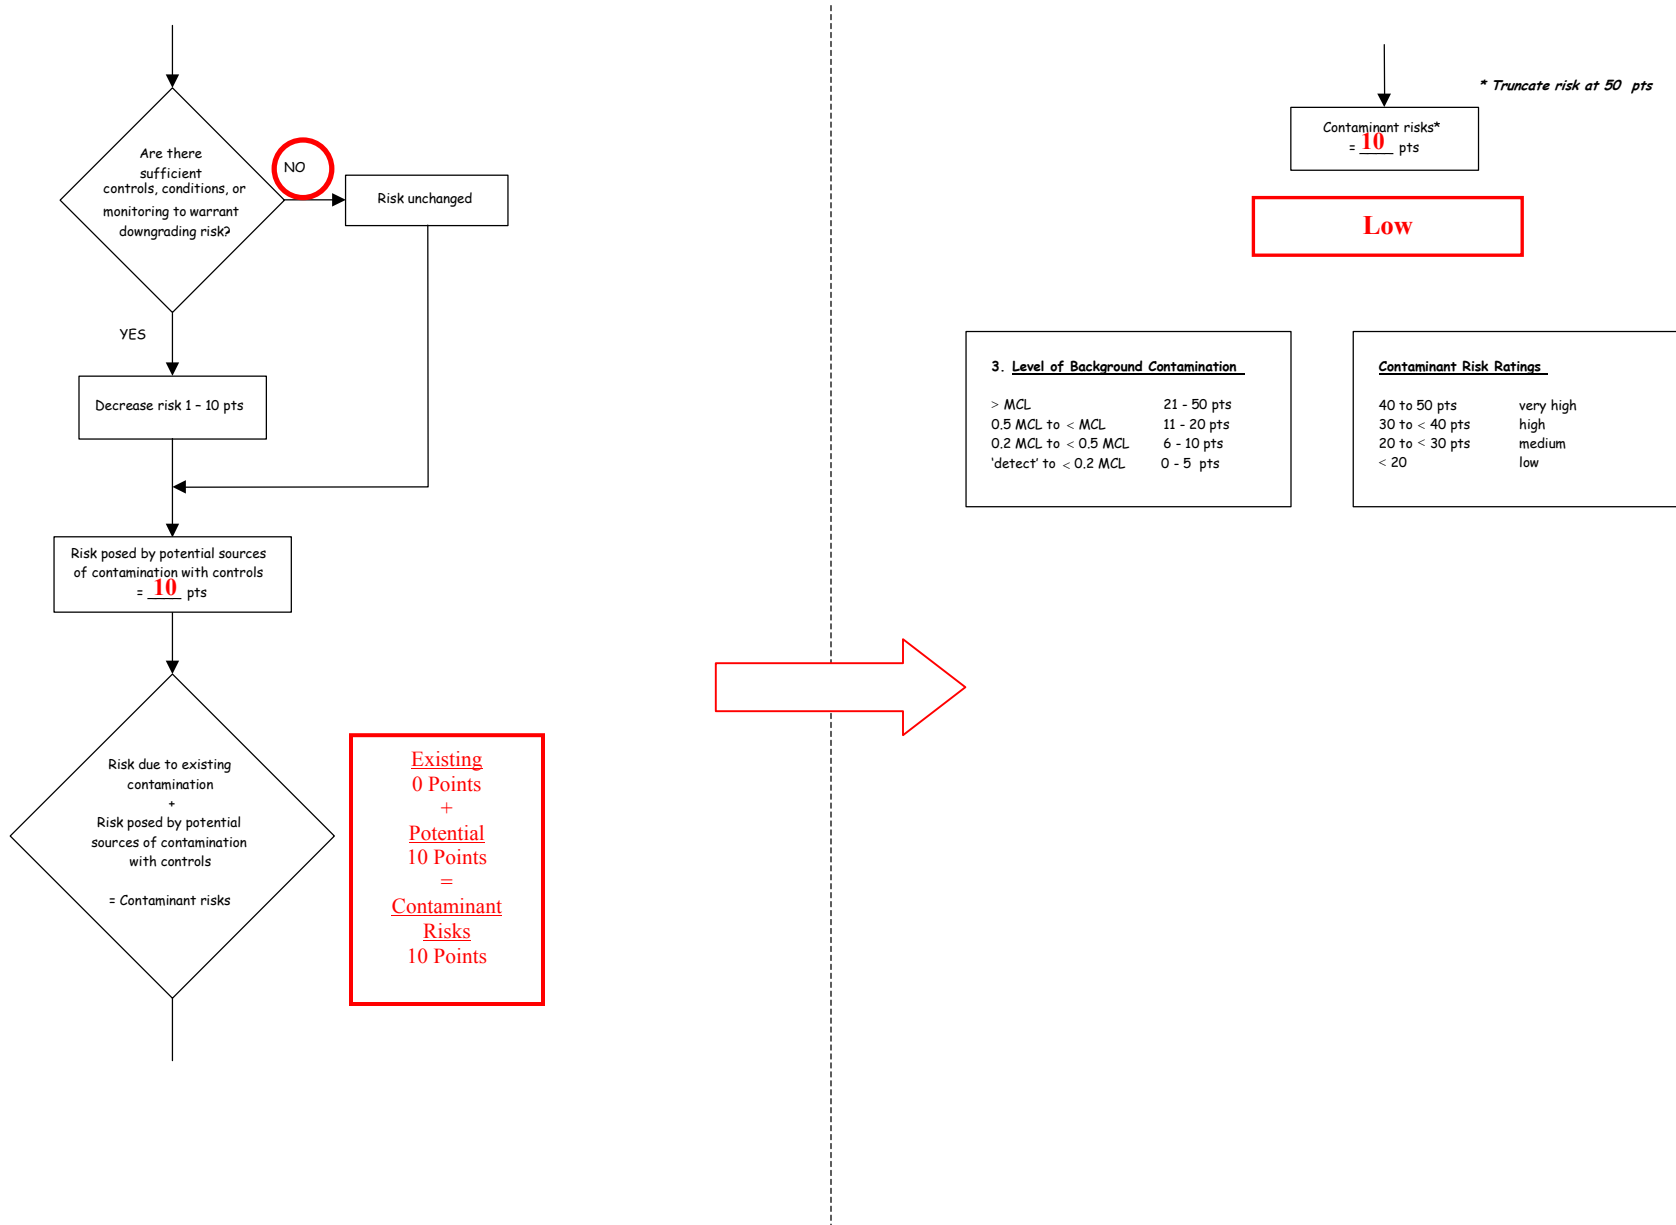 Are there
sufficient
controls, conditions, or
monitoring to warrant
downgrading risk?
NO
Risk unchanged
YES
Decrease risk 1 – 10 pts
Risk posed by potential sources
of contamination with controls
= 10 pts
Risk due to existing
contamination
+
Risk posed by potential
sources of contamination
with controls
= Contaminant risks
Existing
0 Points
+
Potential
10 Points
=
Contaminant
Risks
10 Points
* Truncate risk at 50 pts
Contaminant risks*
= 10 pts
Low
3. Level of Background Contamination
> MCL 21 - 50 pts
0.5 MCL to < MCL 11 - 20 pts
0.2 MCL to < 0.5 MCL 6 - 10 pts
‘detect’ to < 0.2 MCL 0 - 5 pts
Contaminant Risk Ratings
40 to 50 pts very high
30 to < 40 pts high
20 to < 30 pts medium
< 20 low